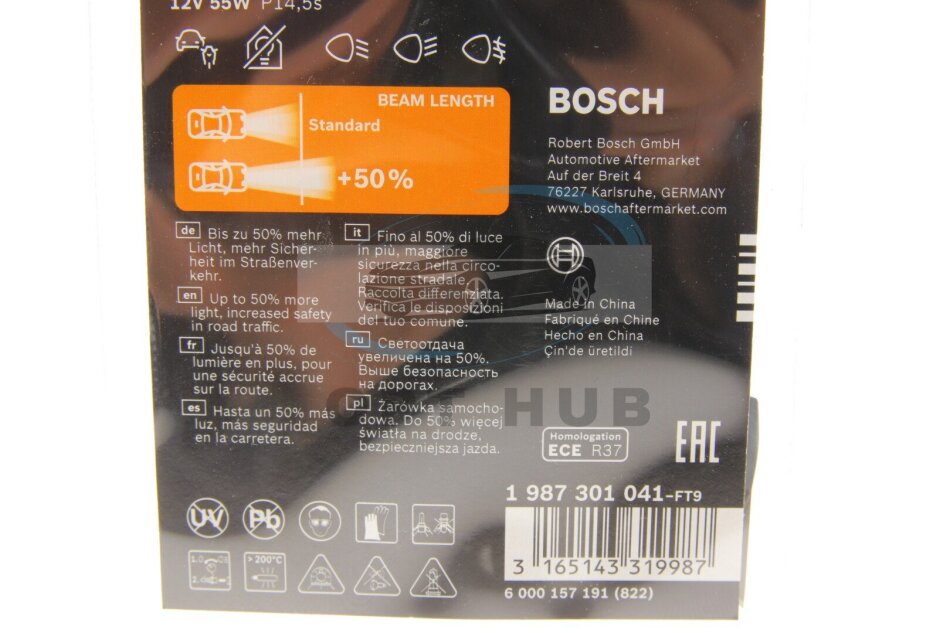 12V 55W P14,5s
BEAM LENGTH
Standard
+50%
BOSCH
Robert Bosch GmbH
Automotive Aftermarket
Auf der Breit 4
76227 Karlsruhe, GERMANY
www.boschaftermarket.com
de Bis zu 50% mehr
Licht, mehr Sicher-
heit im Straßenver-
kehr.
en Up to 50% more
light, increased safety
in road traffic.
fr Jusqu'à 50% de
lumière en plus, pour
une sécurité accrue
sur la route.
es Hasta un 50% más
luz, más seguridad
en la carretera.
it Fino al 50% di luce
in più, maggiore
sicurezza nella circo-
lazione stradale.
Raccolta differenziata.
Verifica le disposizioni
del tuo comune.
ru Светоотдача
увеличена на 50%.
Выше безопасность
на дорогах.
pl Żarówka samocho-
dowa. Do 50% więcej
światła na drodze,
bezpieczniejsza jazda.
Made in China
Fabriqué en Chine
Hecho en China
Çin'de üretildi
HUB
Homologation
ECE R37
EAC
UV
Pb
> 200°C
1 987 301 041-FT9
3 165143 319987
6 000 157 191 (822)